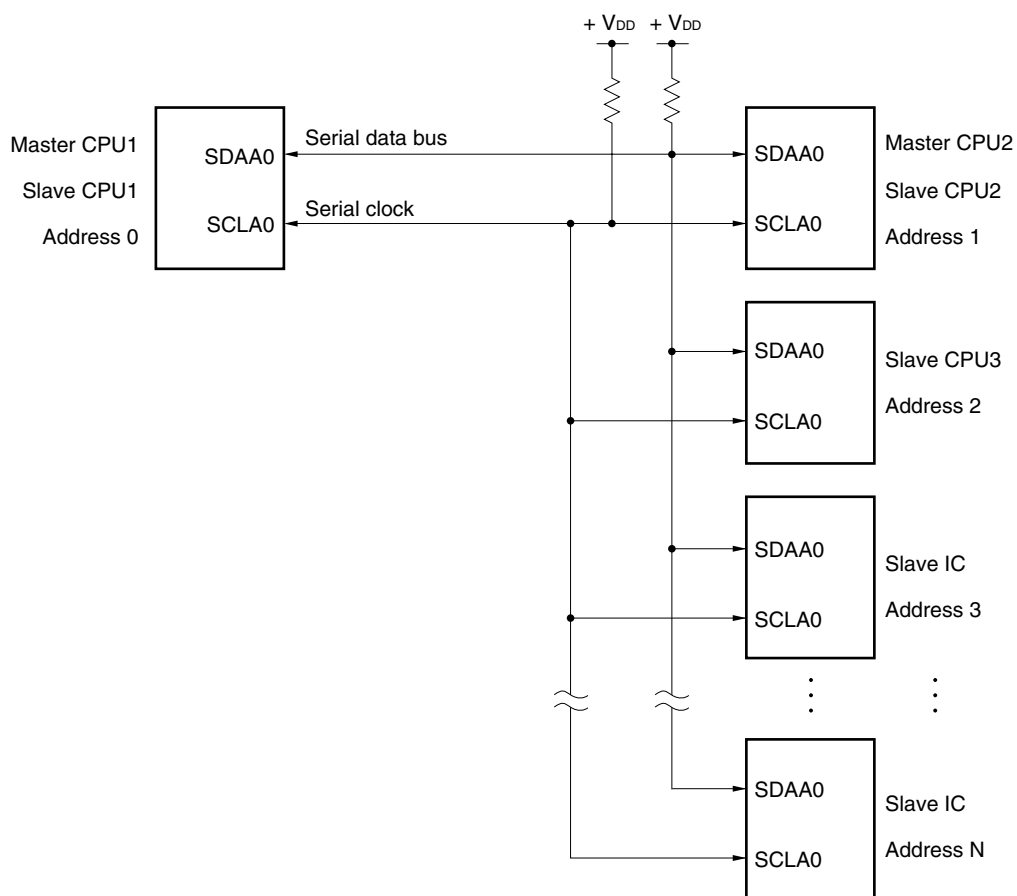 + VDD + VDD
Master CPU1
Slave CPU1
Address 0
SDAA0
SCLA0
Serial data bus
Serial clock
SDAA0
SCLA0
Master CPU2
Slave CPU2
Address 1
SDAA0
SCLA0
Slave CPU3
Address 2
SDAA0
SCLA0
Slave IC
Address 3
SDAA0
SCLA0
Slave IC
Address N